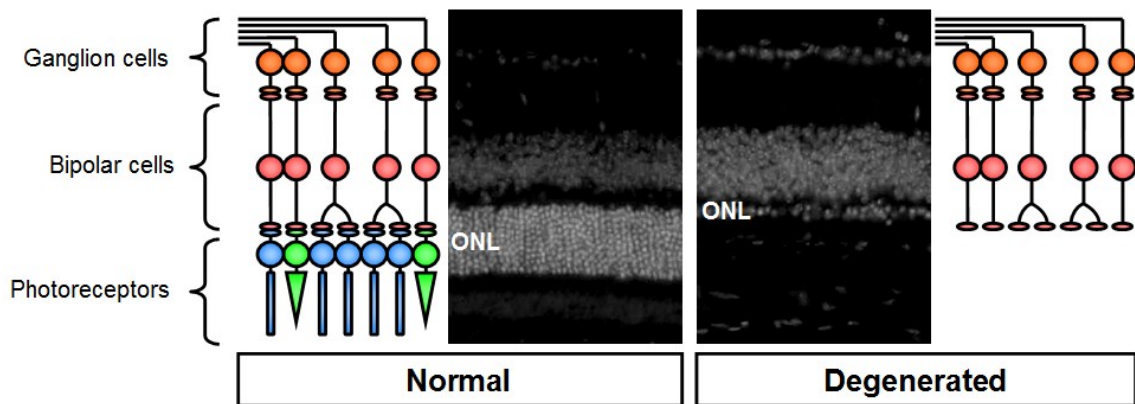 Ganglion cells
Bipolar cells
Photoreceptors
ONL
ONL
Normal
Degenerated